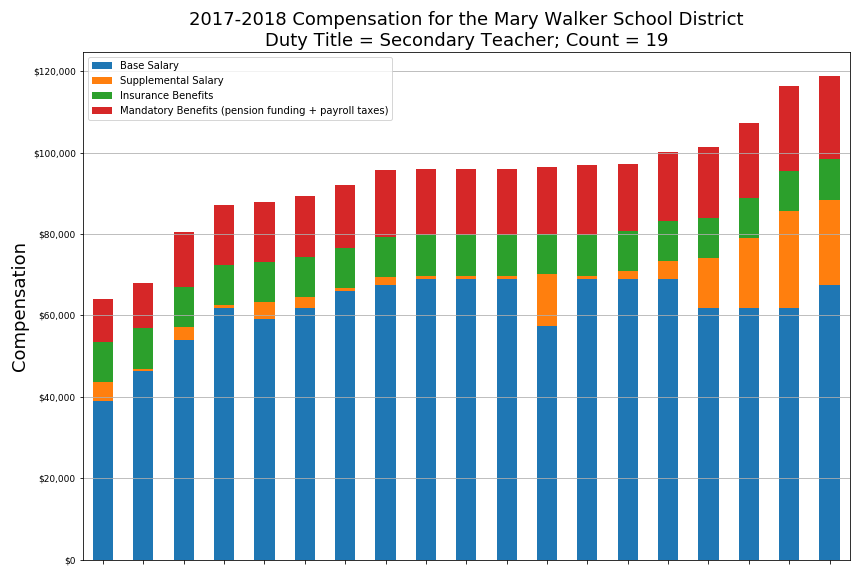 2017-2018 Compensation for the Mary Walker School District
Duty Title = Secondary Teacher; Count = 19
Base Salary
Supplemental Salary
Insurance Benefits
Mandatory Benefits (pension funding + payroll taxes)
Compensation
$120,000
$100,000
$80,000
$60,000
$40,000
$20,000
$0